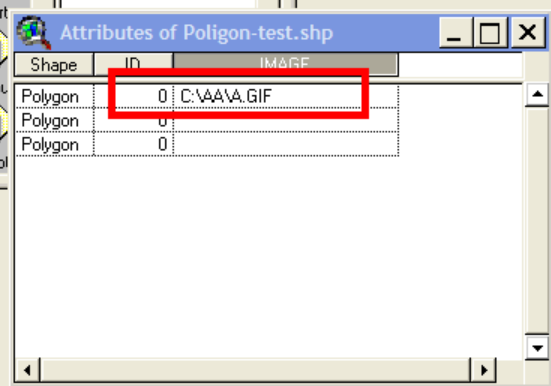 Attributes of Poligon-test.shp
Shape ID IMAGE
Polygon 0 C:\AA\A.GIF
Polygon 0
Polygon 0